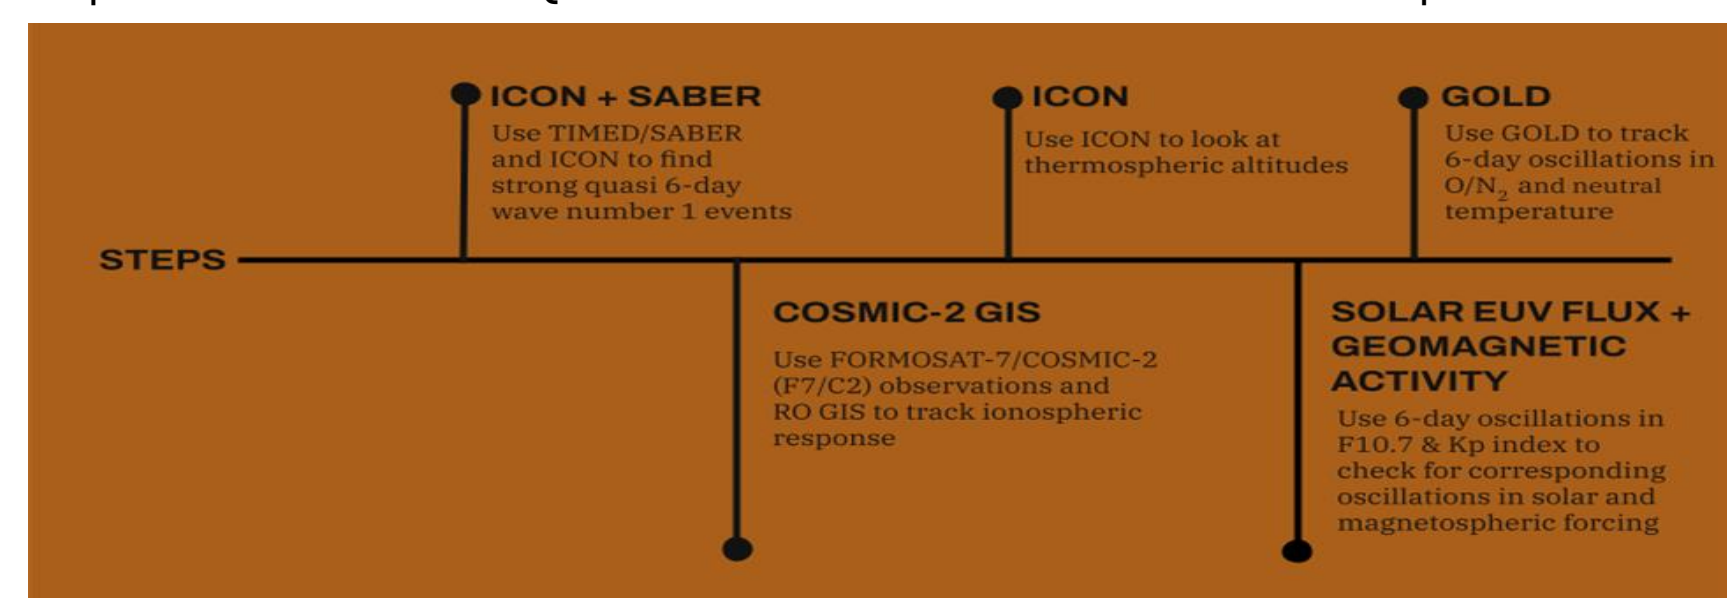 STEPS
ICON + SABER
Use TIMED/SABER
and ICON to find
strong quasi 6-day
wave number 1 events
COSMIC-2 GIS
Use FORMOSAT-7/COSMIC-2
(F7/C2) observations and
RO GIS to track ionospheric
response
ICON
Use ICON to look at
thermospheric altitudes
SOLAR EUV FLUX +
GEOMAGNETIC
ACTIVITY
Use 6-day oscillations in
F10.7 & Kp index to
check for corresponding
oscillations in solar and
magnetospheric forcing
GOLD
Use GOLD to track
6-day oscillations in
O/N₂ and neutral
temperature